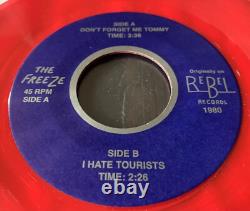 SIDE A
DON'T FORGET ME TOMMY
TIME: 3:36
THE
FREEZE
45 RPM
SIDE A
Originally on
REBEL
RECORDS
1980
SIDE B
I HATE TOURISTS
TIME: 2:26